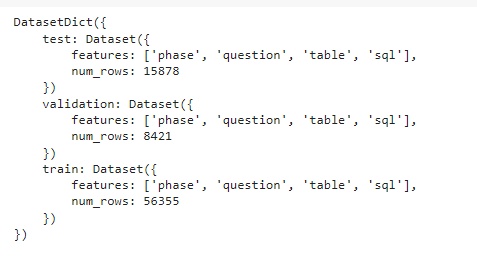 DatasetDict({
    test: Dataset({
        features: ['phase', 'question', 'table', 'sql'],
        num_rows: 15878
    })
    validation: Dataset({
        features: ['phase', 'question', 'table', 'sql'],
        num_rows: 8421
    })
    train: Dataset({
        features: ['phase', 'question', 'table', 'sql'],
        num_rows: 56355
    })
})